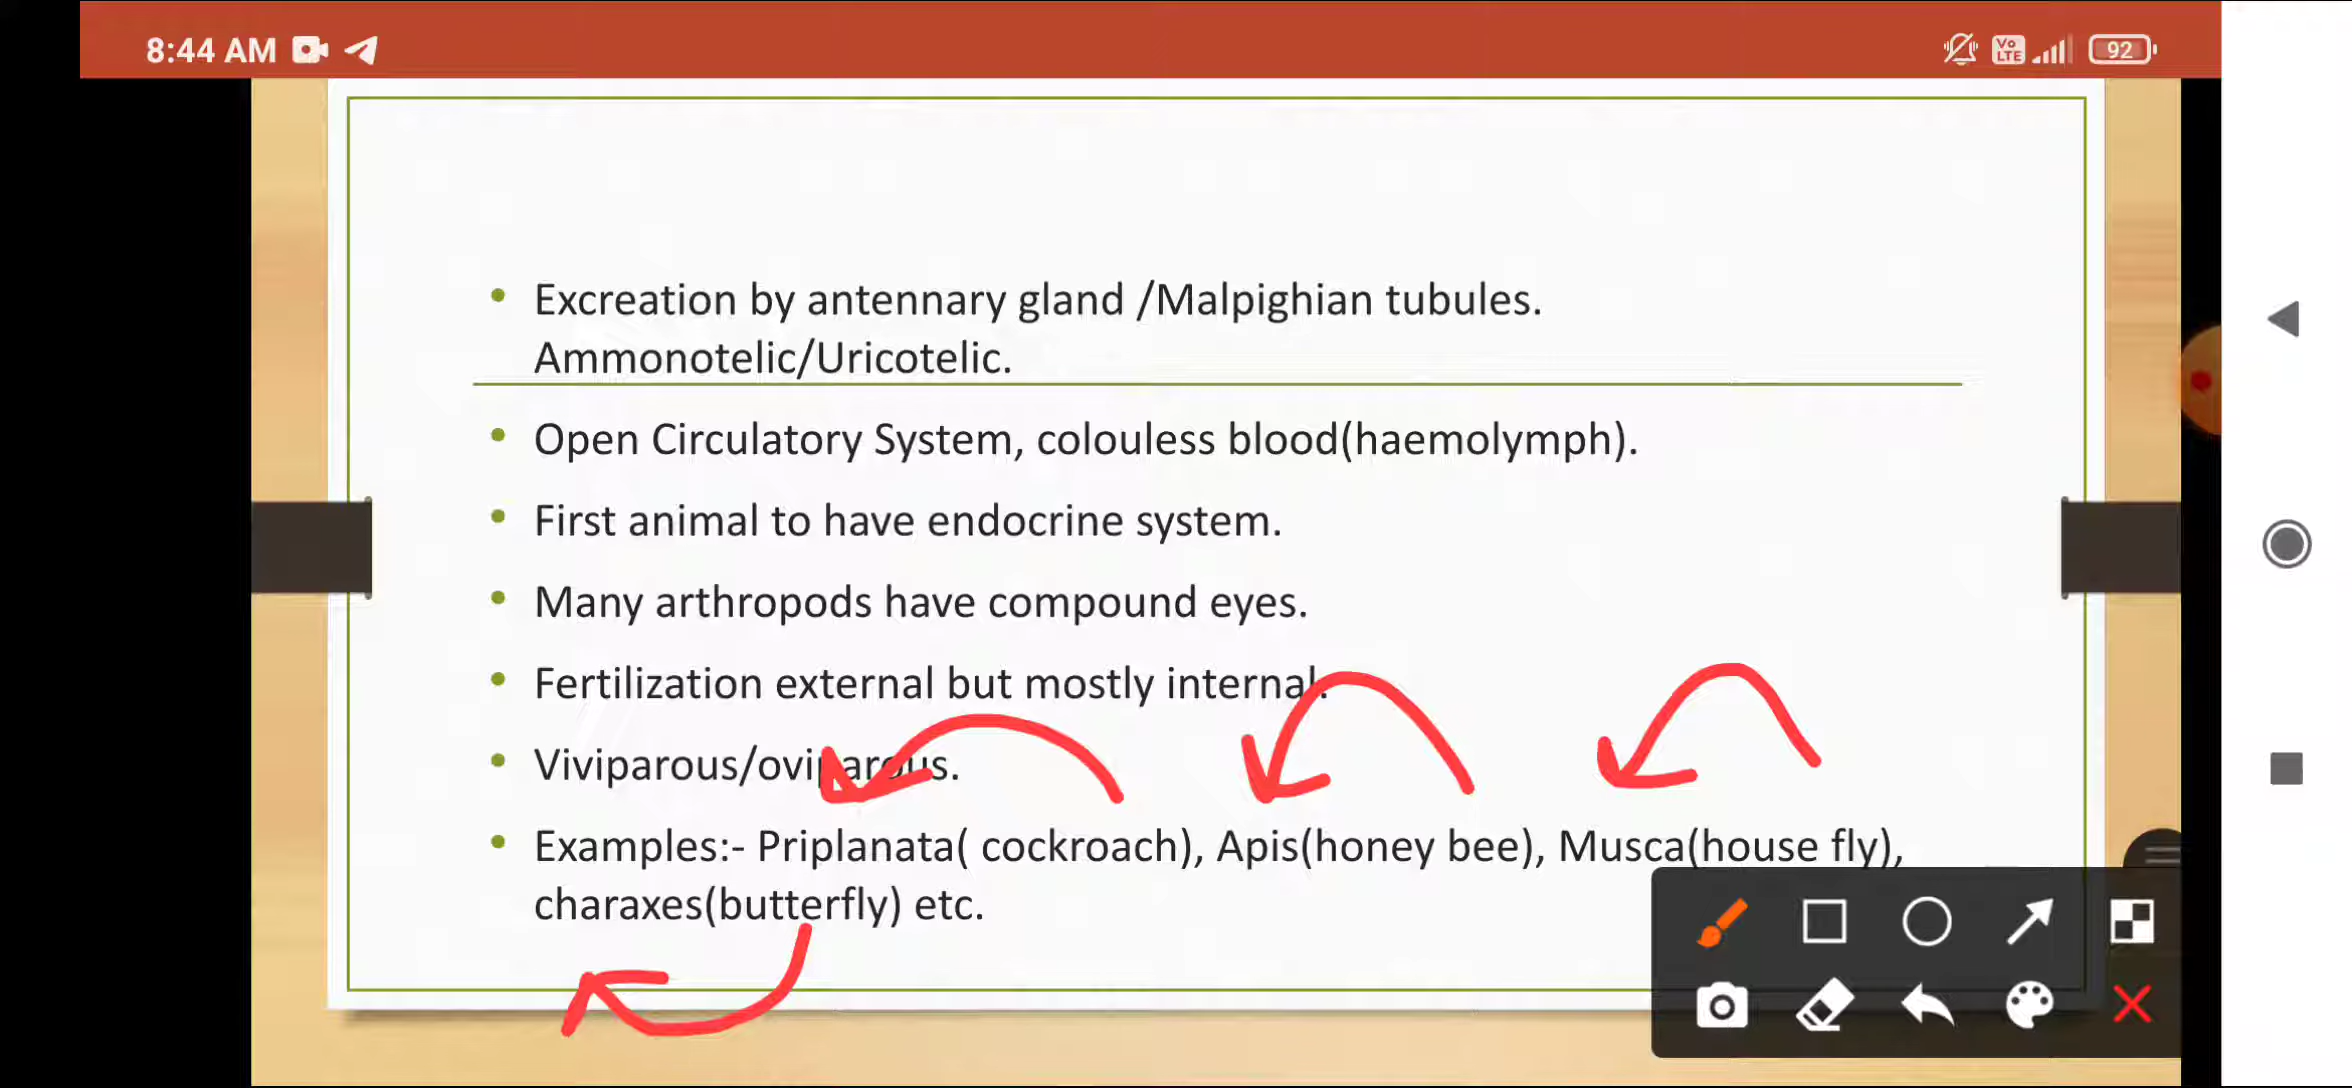 8:44 AM
Vo
LTE
92
• Excreation by antennary gland /Malpighian tubules.
Ammonotelic/Uricotelic.
• Open Circulatory System, colouless blood(haemolymph).
• First animal to have endocrine system.
• Many arthropods have compound eyes.
• Fertilization external but mostly internal.
• Viviparous/oviparous.
• Examples:- Priplanata( cockroach), Apis(honey bee), Musca(house fly),
charaxes(butterfly) etc.